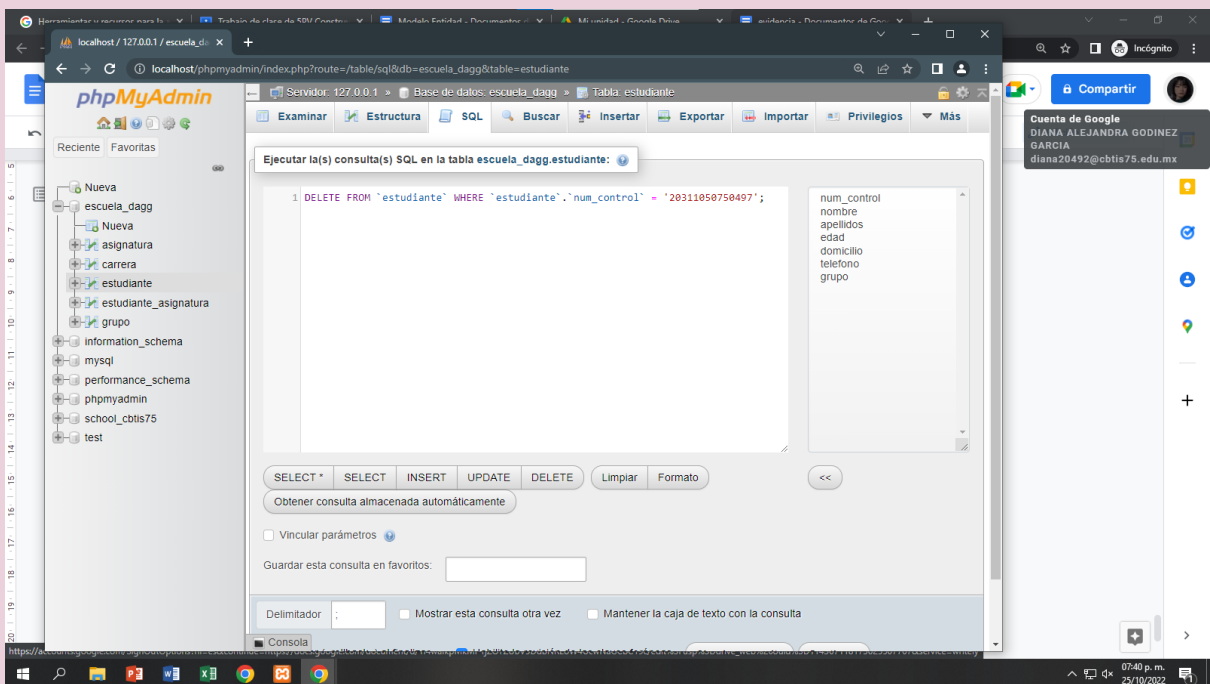 Herramientas y recursos para la
Trabajo de clase de 5PV Constru
Modelo Entidad - Documentos
Mi unidad - Google Drive
evidencia - Documentos de Goo
localhost / 127.0.0.1 / escuela_da
Incógnito
localhost/phpmyadmin/index.php?route=/table/sql&db=escuela_dagg&table=estudiante
phpMyAdmin
Servidor: 127.0.0.1 » Base de datos: escuela_dagg » Tabla: estudiante
Compartir
Examinar Estructura SQL Buscar Insertar Exportar Importar Privilegios Más
Cuenta de Google
DIANA ALEJANDRA GODINEZ
GARCIA
diana20492@cbtis75.edu.mx
Reciente Favoritas
Ejecutar la(s) consulta(s) SQL en la tabla escuela_dagg.estudiante:
Nueva
escuela_dagg
Nueva
asignatura
carrera
estudiante
estudiante_asignatura
grupo
information_schema
mysql
performance_schema
phpmyadmin
school_cbtis75
test
1 DELETE FROM `estudiante` WHERE `estudiante`.`num_control` = '20311050750497';
num_control
nombre
apellidos
edad
domicilio
telefono
grupo
SELECT * SELECT INSERT UPDATE DELETE Limpiar Formato <<
Obtener consulta almacenada automáticamente
Vincular parámetros
Guardar esta consulta en favoritos:
Delimitador ; Mostrar esta consulta otra vez Mantener la caja de texto con la consulta
Consola
07:40 p. m.
25/10/2022